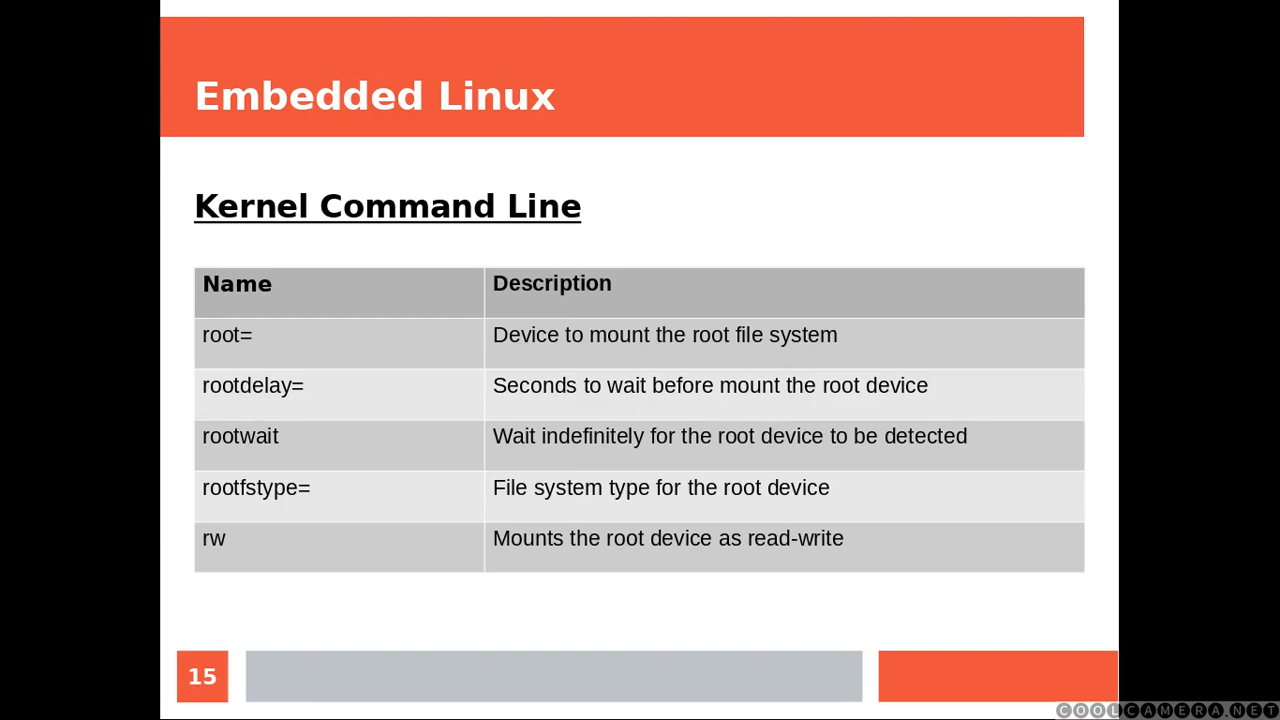 Embedded Linux
Kernel Command Line
Name Description
root= Device to mount the root file system
rootdelay= Seconds to wait before mount the root device
rootwait Wait indefinitely for the root device to be detected
rootfstype= File system type for the root device
rw Mounts the root device as read-write
15
COOLCAMERA.NET